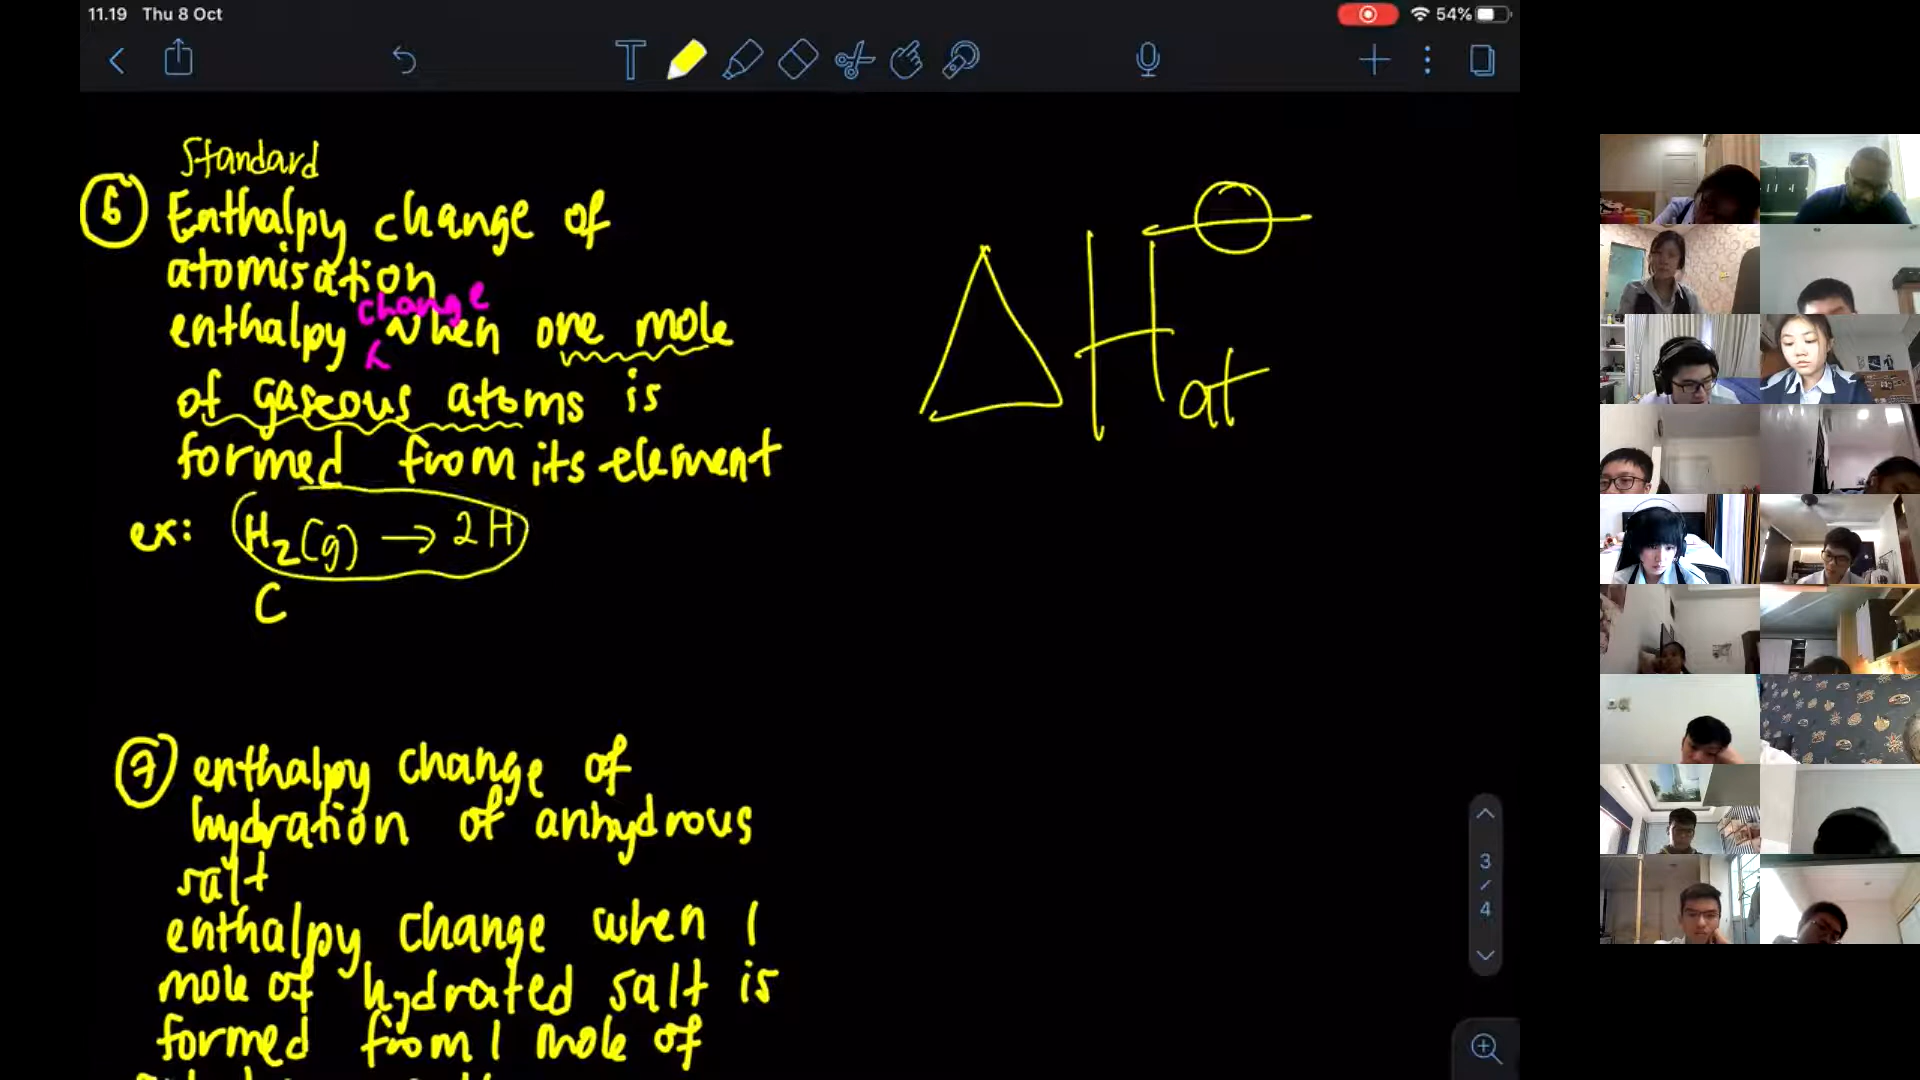 11.19 Thu 8 Oct
54%
T
Standard
6 Enthalpy change of
atomisation
change
enthalpy when one mole
of gaseous atoms is
formed from its element
ex: H₂(g) → 2H
C
ΔH⦵at
7 enthalpy change of
hydration of anhydrous
salt
enthalpy change when 1
mole of hydrated salt is
formed from 1 mole of
3
/
4